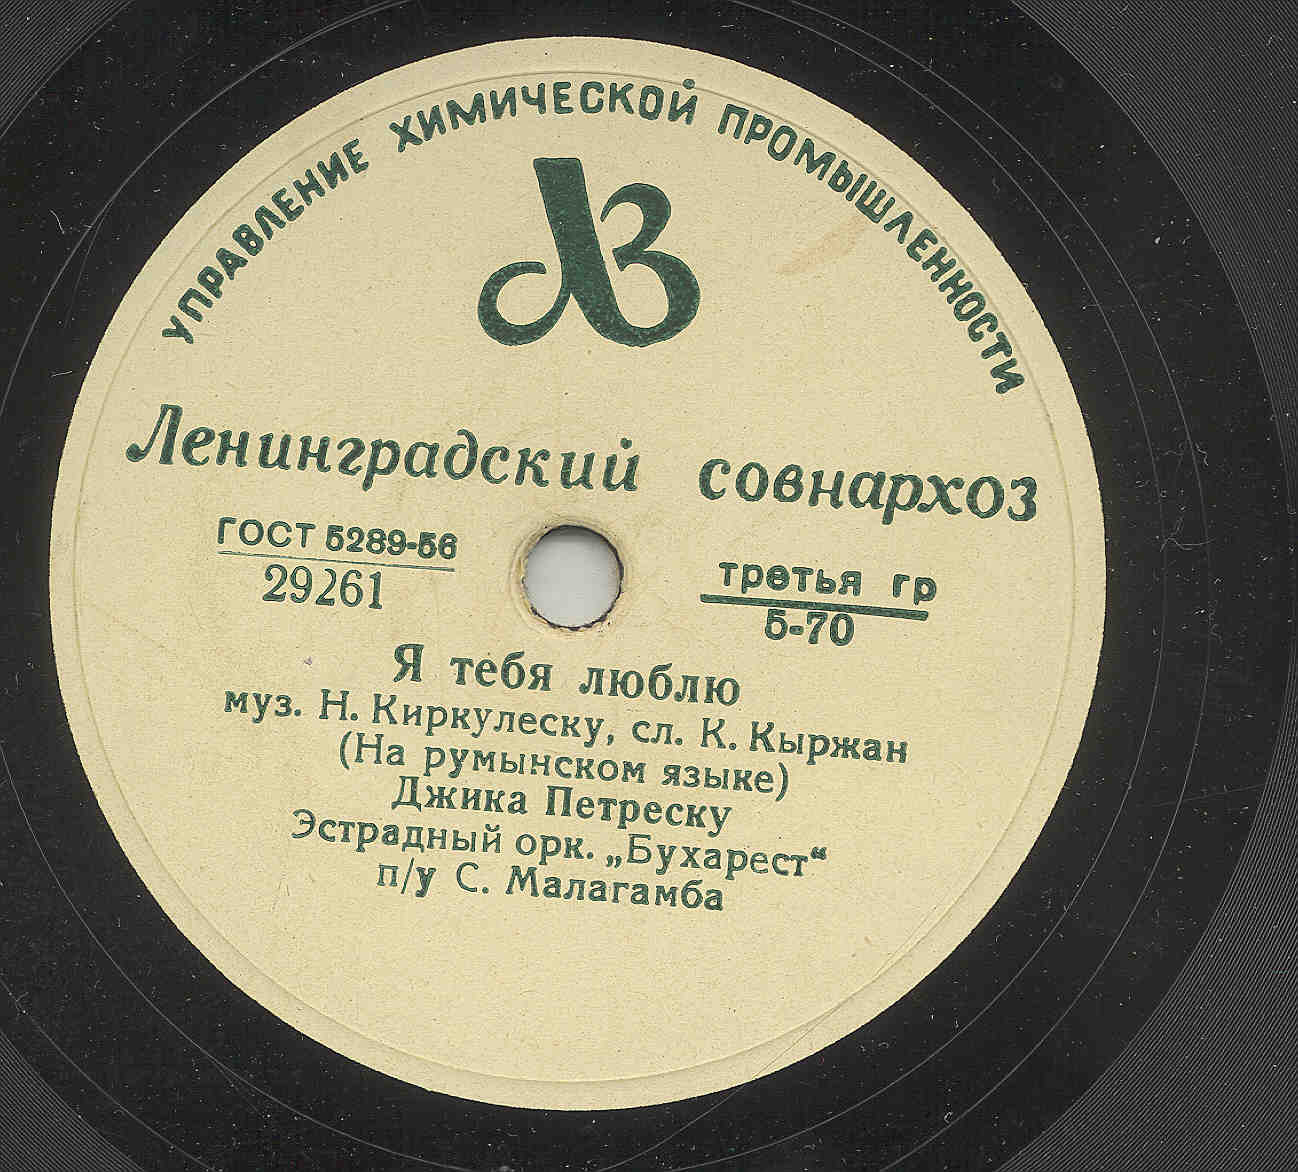 УПРАВЛЕНИЕ ХИМИЧЕСКОЙ ПРОМЫШЛЕННОСТИ
Ленинградский совнархоз
ГОСТ 5289-56
29261
третья гр
5-70
Я тебя люблю
муз. Н. Киркулеску, сл. К. Кыржан
(На румынском языке)
Джика Петреску
Эстрадный орк. „Бухарест“
п/у С. Малагамба